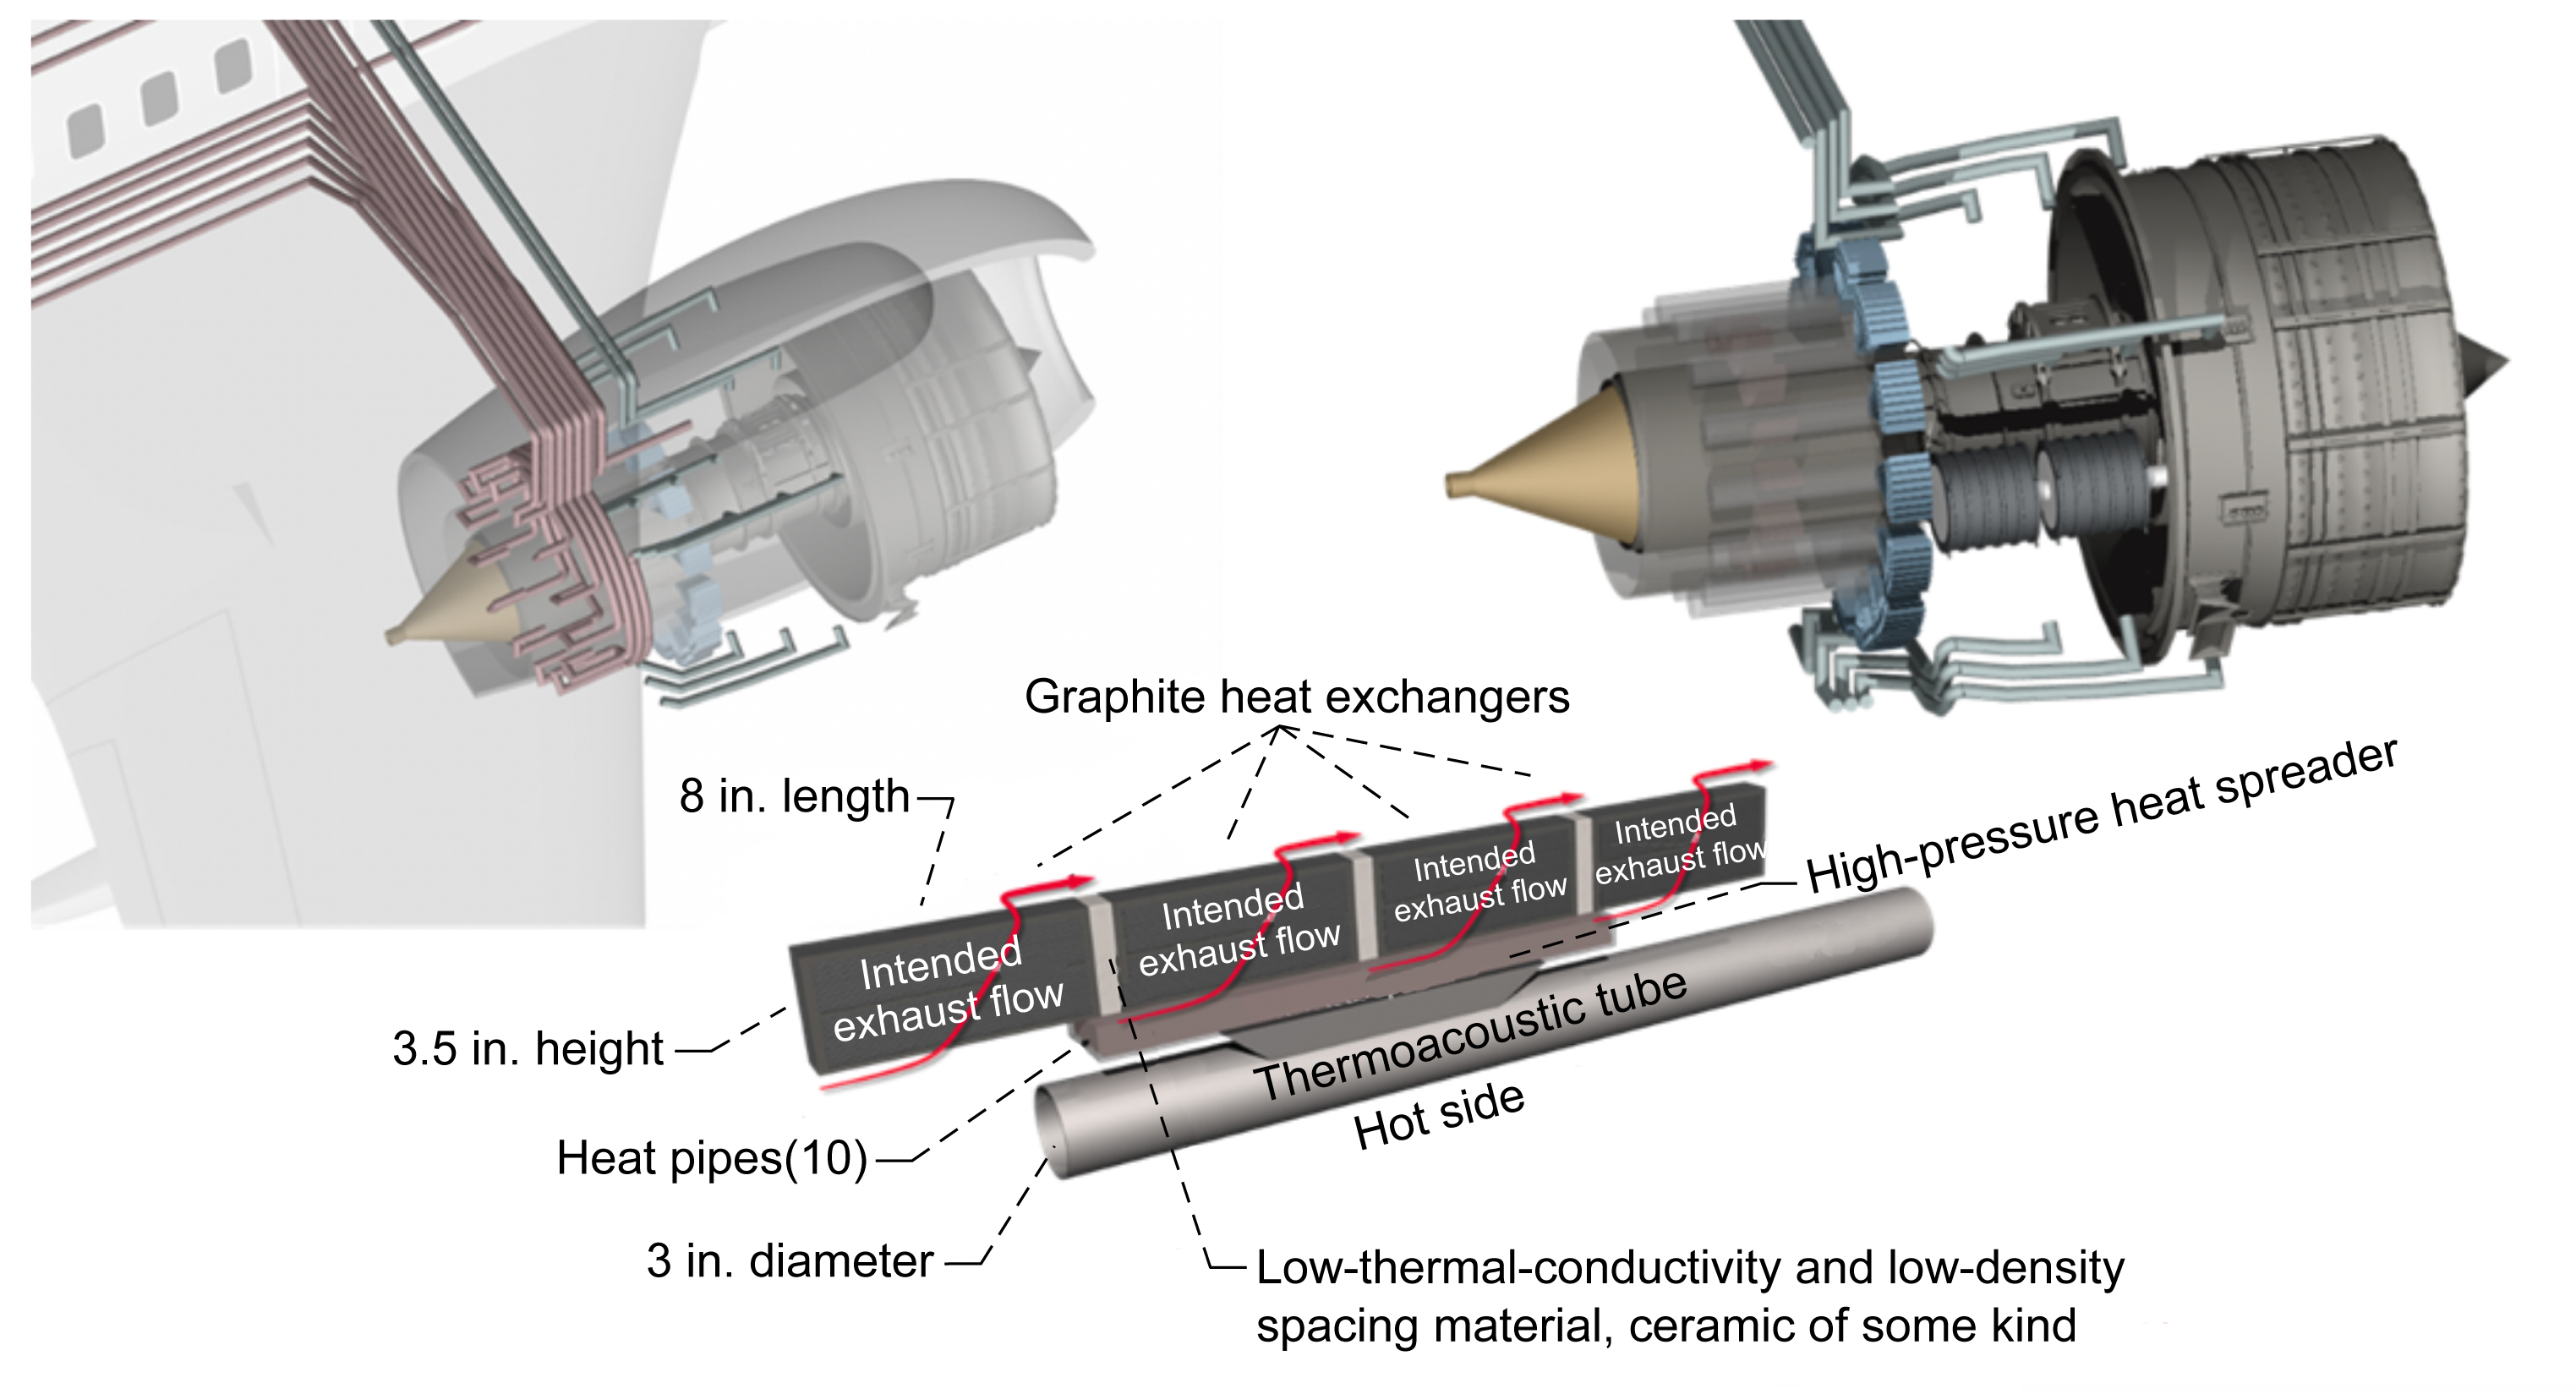 Graphite heat exchangers
8 in. length
High-pressure heat spreader
Intended
exhaust flow
Intended
exhaust flow
Intended
exhaust flow
Intended
exhaust flow
3.5 in. height
Thermoacoustic tube
Hot side
Heat pipes(10)
3 in. diameter
Low-thermal-conductivity and low-density
spacing material, ceramic of some kind